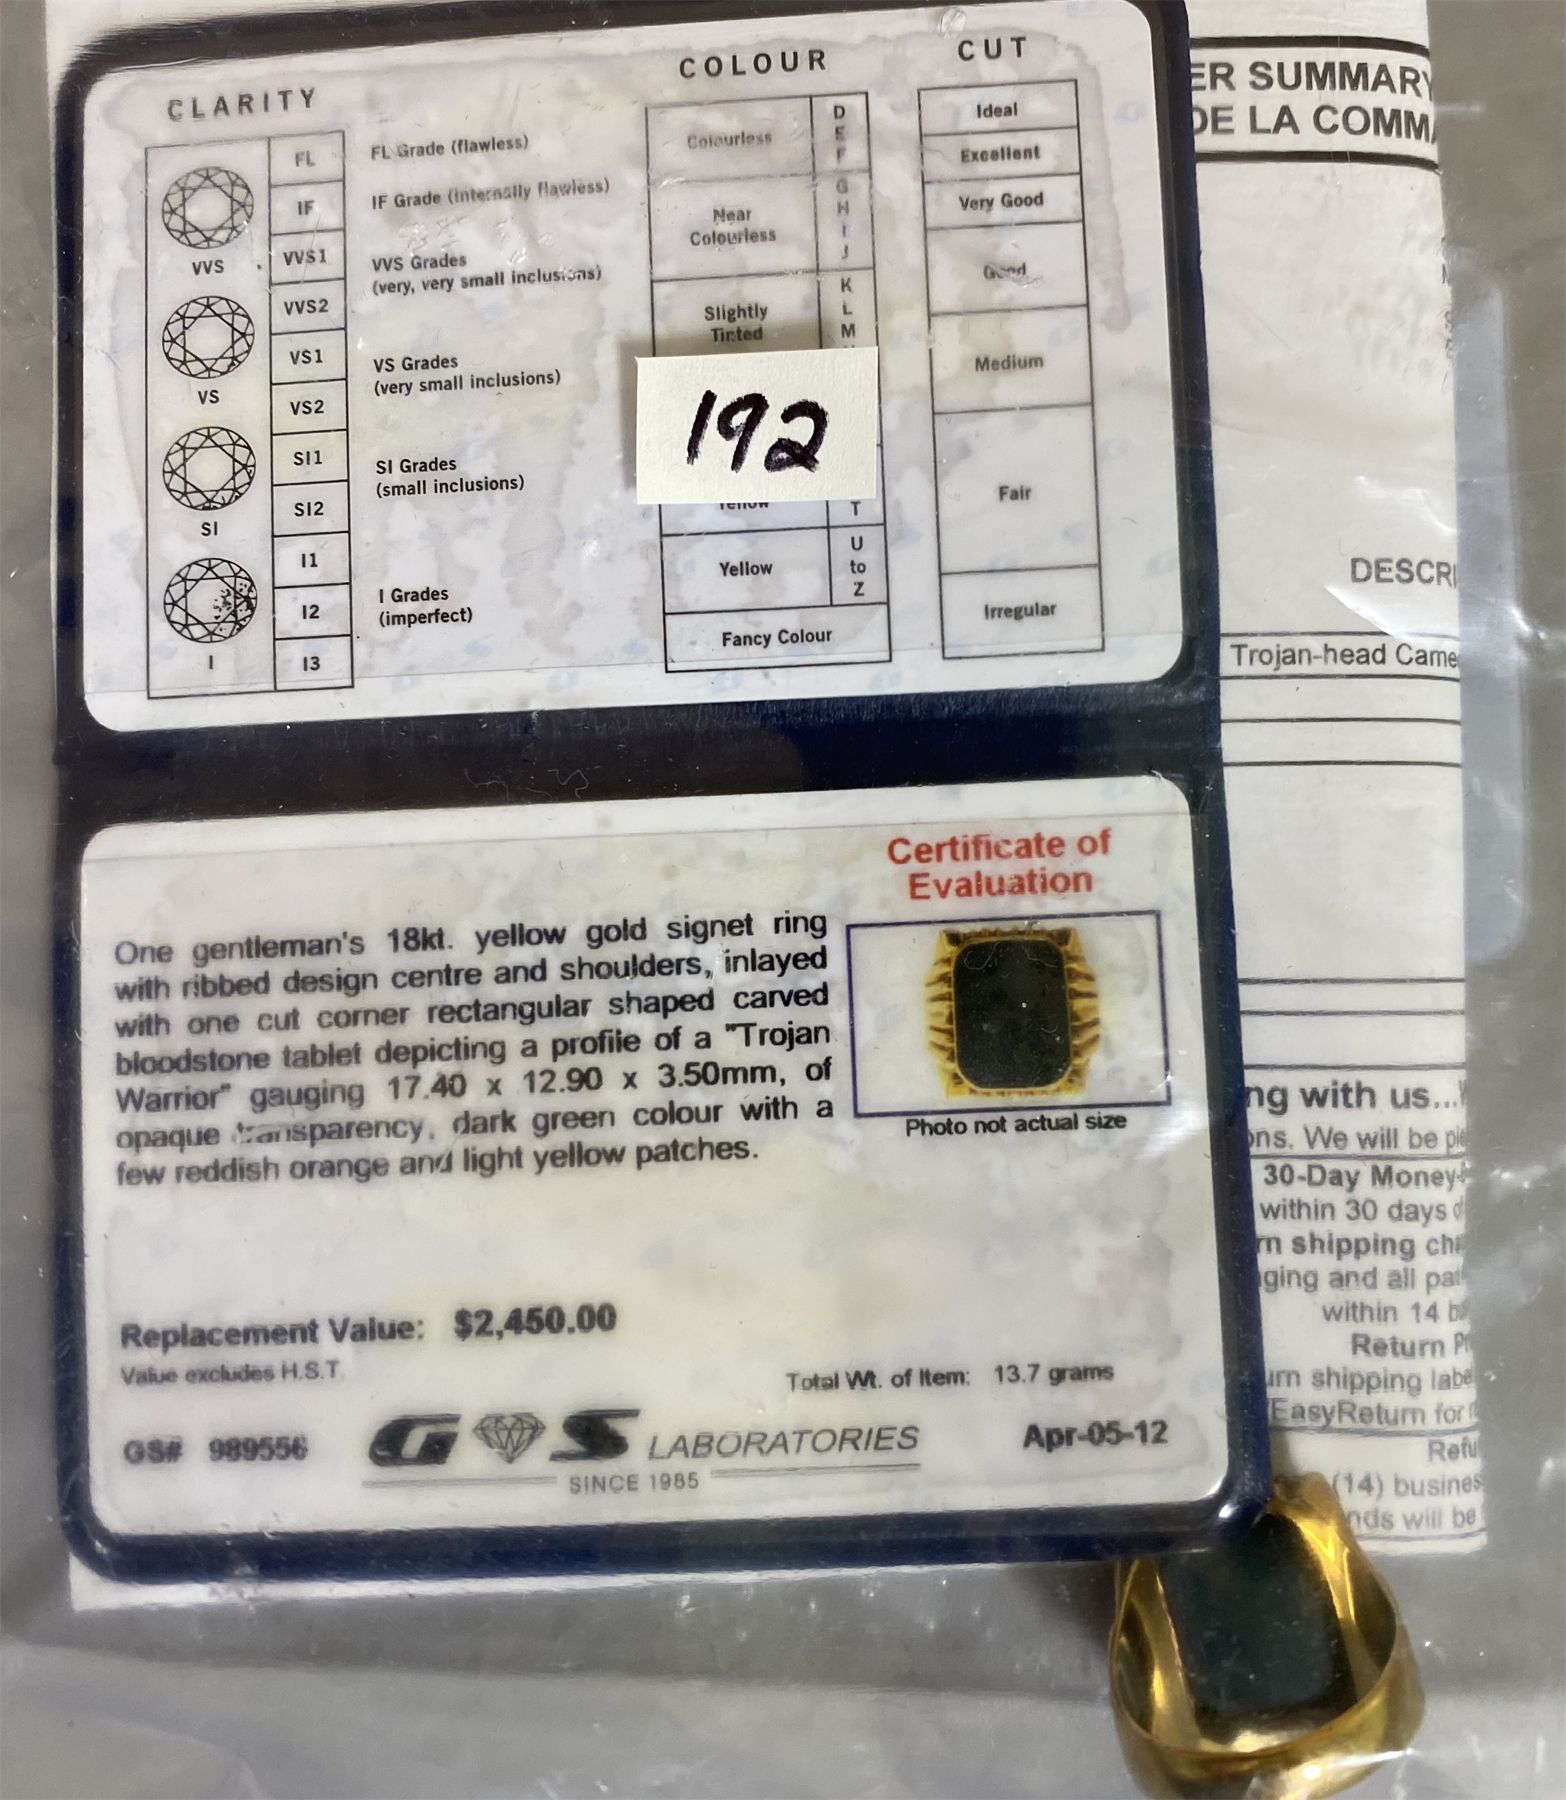 CLARITY
FL
IF
VVS1
VVS2
VS1
VS2
SI1
SI2
I1
I2
I3
VVS
VS
SI
I
FL Grade (flawless)
IF Grade (internally flawless)
VVS Grades
(very, very small inclusions)
VS Grades
(very small inclusions)
SI Grades
(small inclusions)
I Grades
(imperfect)
COLOUR
Colourless
D
E
F
Near
Colourless
G
H
I
J
Slightly
Tinted
K
L
M
192
Yellow
T
Yellow
U
to
Z
Fancy Colour
CUT
Ideal
Excellent
Very Good
Good
Medium
Fair
Irregular
ER SUMMARY
DE LA COMMA
DESCRI
Trojan-head Came
ng with us...
ons. We will be ple
30-Day Money-
within 30 days o
rn shipping cha
ging and all pa
within 14 b
Return P
urn shipping labe
/EasyReturn for
Refu
(14) busines
nds will be
Certificate of
Evaluation
Photo not actual size
One gentleman's 18kt. yellow gold signet ring
with ribbed design centre and shoulders, inlayed
with one cut corner rectangular shaped carved
bloodstone tablet depicting a profile of a "Trojan
Warrior" gauging 17.40 x 12.90 x 3.50mm, of
opaque transparency, dark green colour with a
few reddish orange and light yellow patches.
Replacement Value: $2,450.00
Value excludes H.S.T.
Total Wt. of Item: 13.7 grams
GS# 989556
G S LABORATORIES
SINCE 1985
Apr-05-12